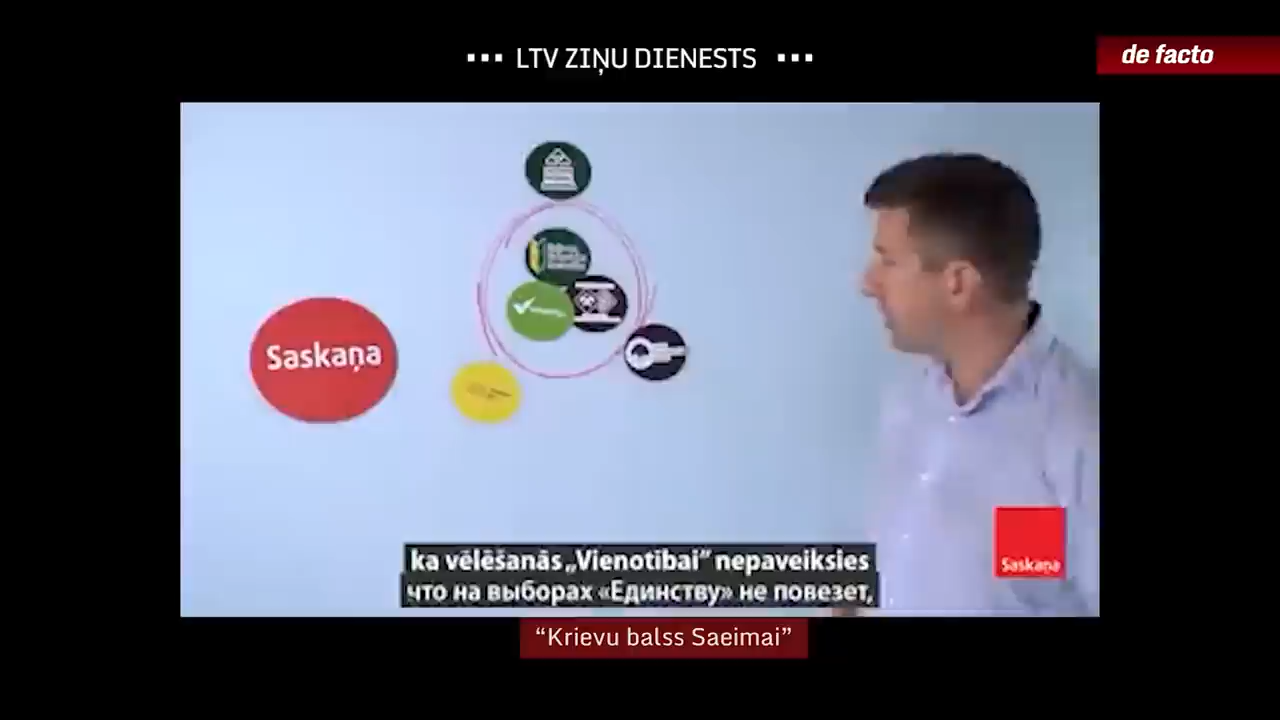 LTV ZIŅU DIENESTS
de facto
Saskaņa
ka vēlēšanās „Vienotībai” nepaveiksies
что на выборах «Единству» не повезет,
Saskaņa
“Krievu balss Saeimai”